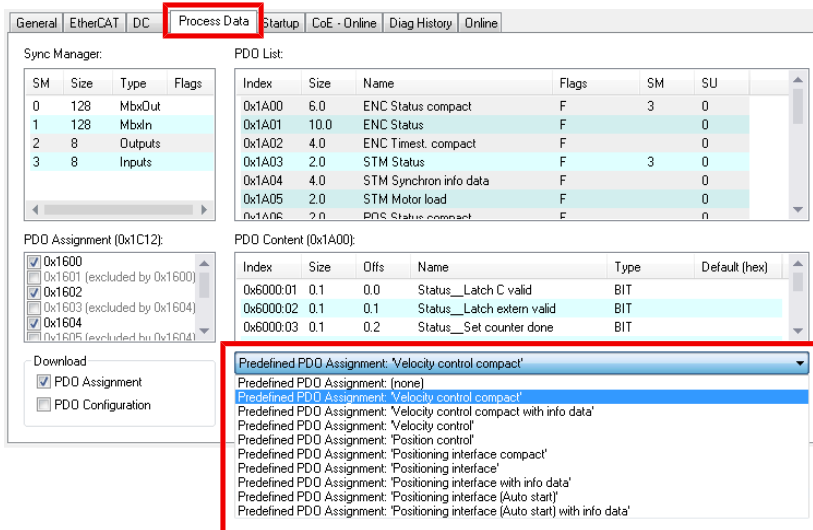 General EtherCAT DC Process Data Startup CoE - Online Diag History Online
Sync Manager:
SM Size Type Flags
0 128 MbxOut
1 128 MbxIn
2 8 Outputs
3 8 Inputs
PDO List:
Index Size Name Flags SM SU
0x1A00 6.0 ENC Status compact F 3 0
0x1A01 10.0 ENC Status F 0
0x1A02 4.0 ENC Timest. compact F 0
0x1A03 2.0 STM Status F 3 0
0x1A04 4.0 STM Synchron info data F 0
0x1A05 2.0 STM Motor load F 0
0x1A06 2.0 POS Status compact F 0
PDO Assignment (0x1C12):
0x1600
0x1601 (excluded by 0x1600)
0x1602
0x1603 (excluded by 0x1604)
0x1604
0x1605 (excluded by 0x1604)
PDO Content (0x1A00):
Index Size Offs Name Type Default (hex)
0x6000:01 0.1 0.0 Status__Latch C valid BIT
0x6000:02 0.1 0.1 Status__Latch extern valid BIT
0x6000:03 0.1 0.2 Status__Set counter done BIT
Download
PDO Assignment
PDO Configuration
Predefined PDO Assignment: 'Velocity control compact'
Predefined PDO Assignment: (none)
Predefined PDO Assignment: 'Velocity control compact'
Predefined PDO Assignment: 'Velocity control compact with info data'
Predefined PDO Assignment: 'Velocity control'
Predefined PDO Assignment: 'Position control'
Predefined PDO Assignment: 'Positioning interface compact'
Predefined PDO Assignment: 'Positioning interface'
Predefined PDO Assignment: 'Positioning interface with info data'
Predefined PDO Assignment: 'Positioning interface (Auto start)'
Predefined PDO Assignment: 'Positioning interface (Auto start) with info data'